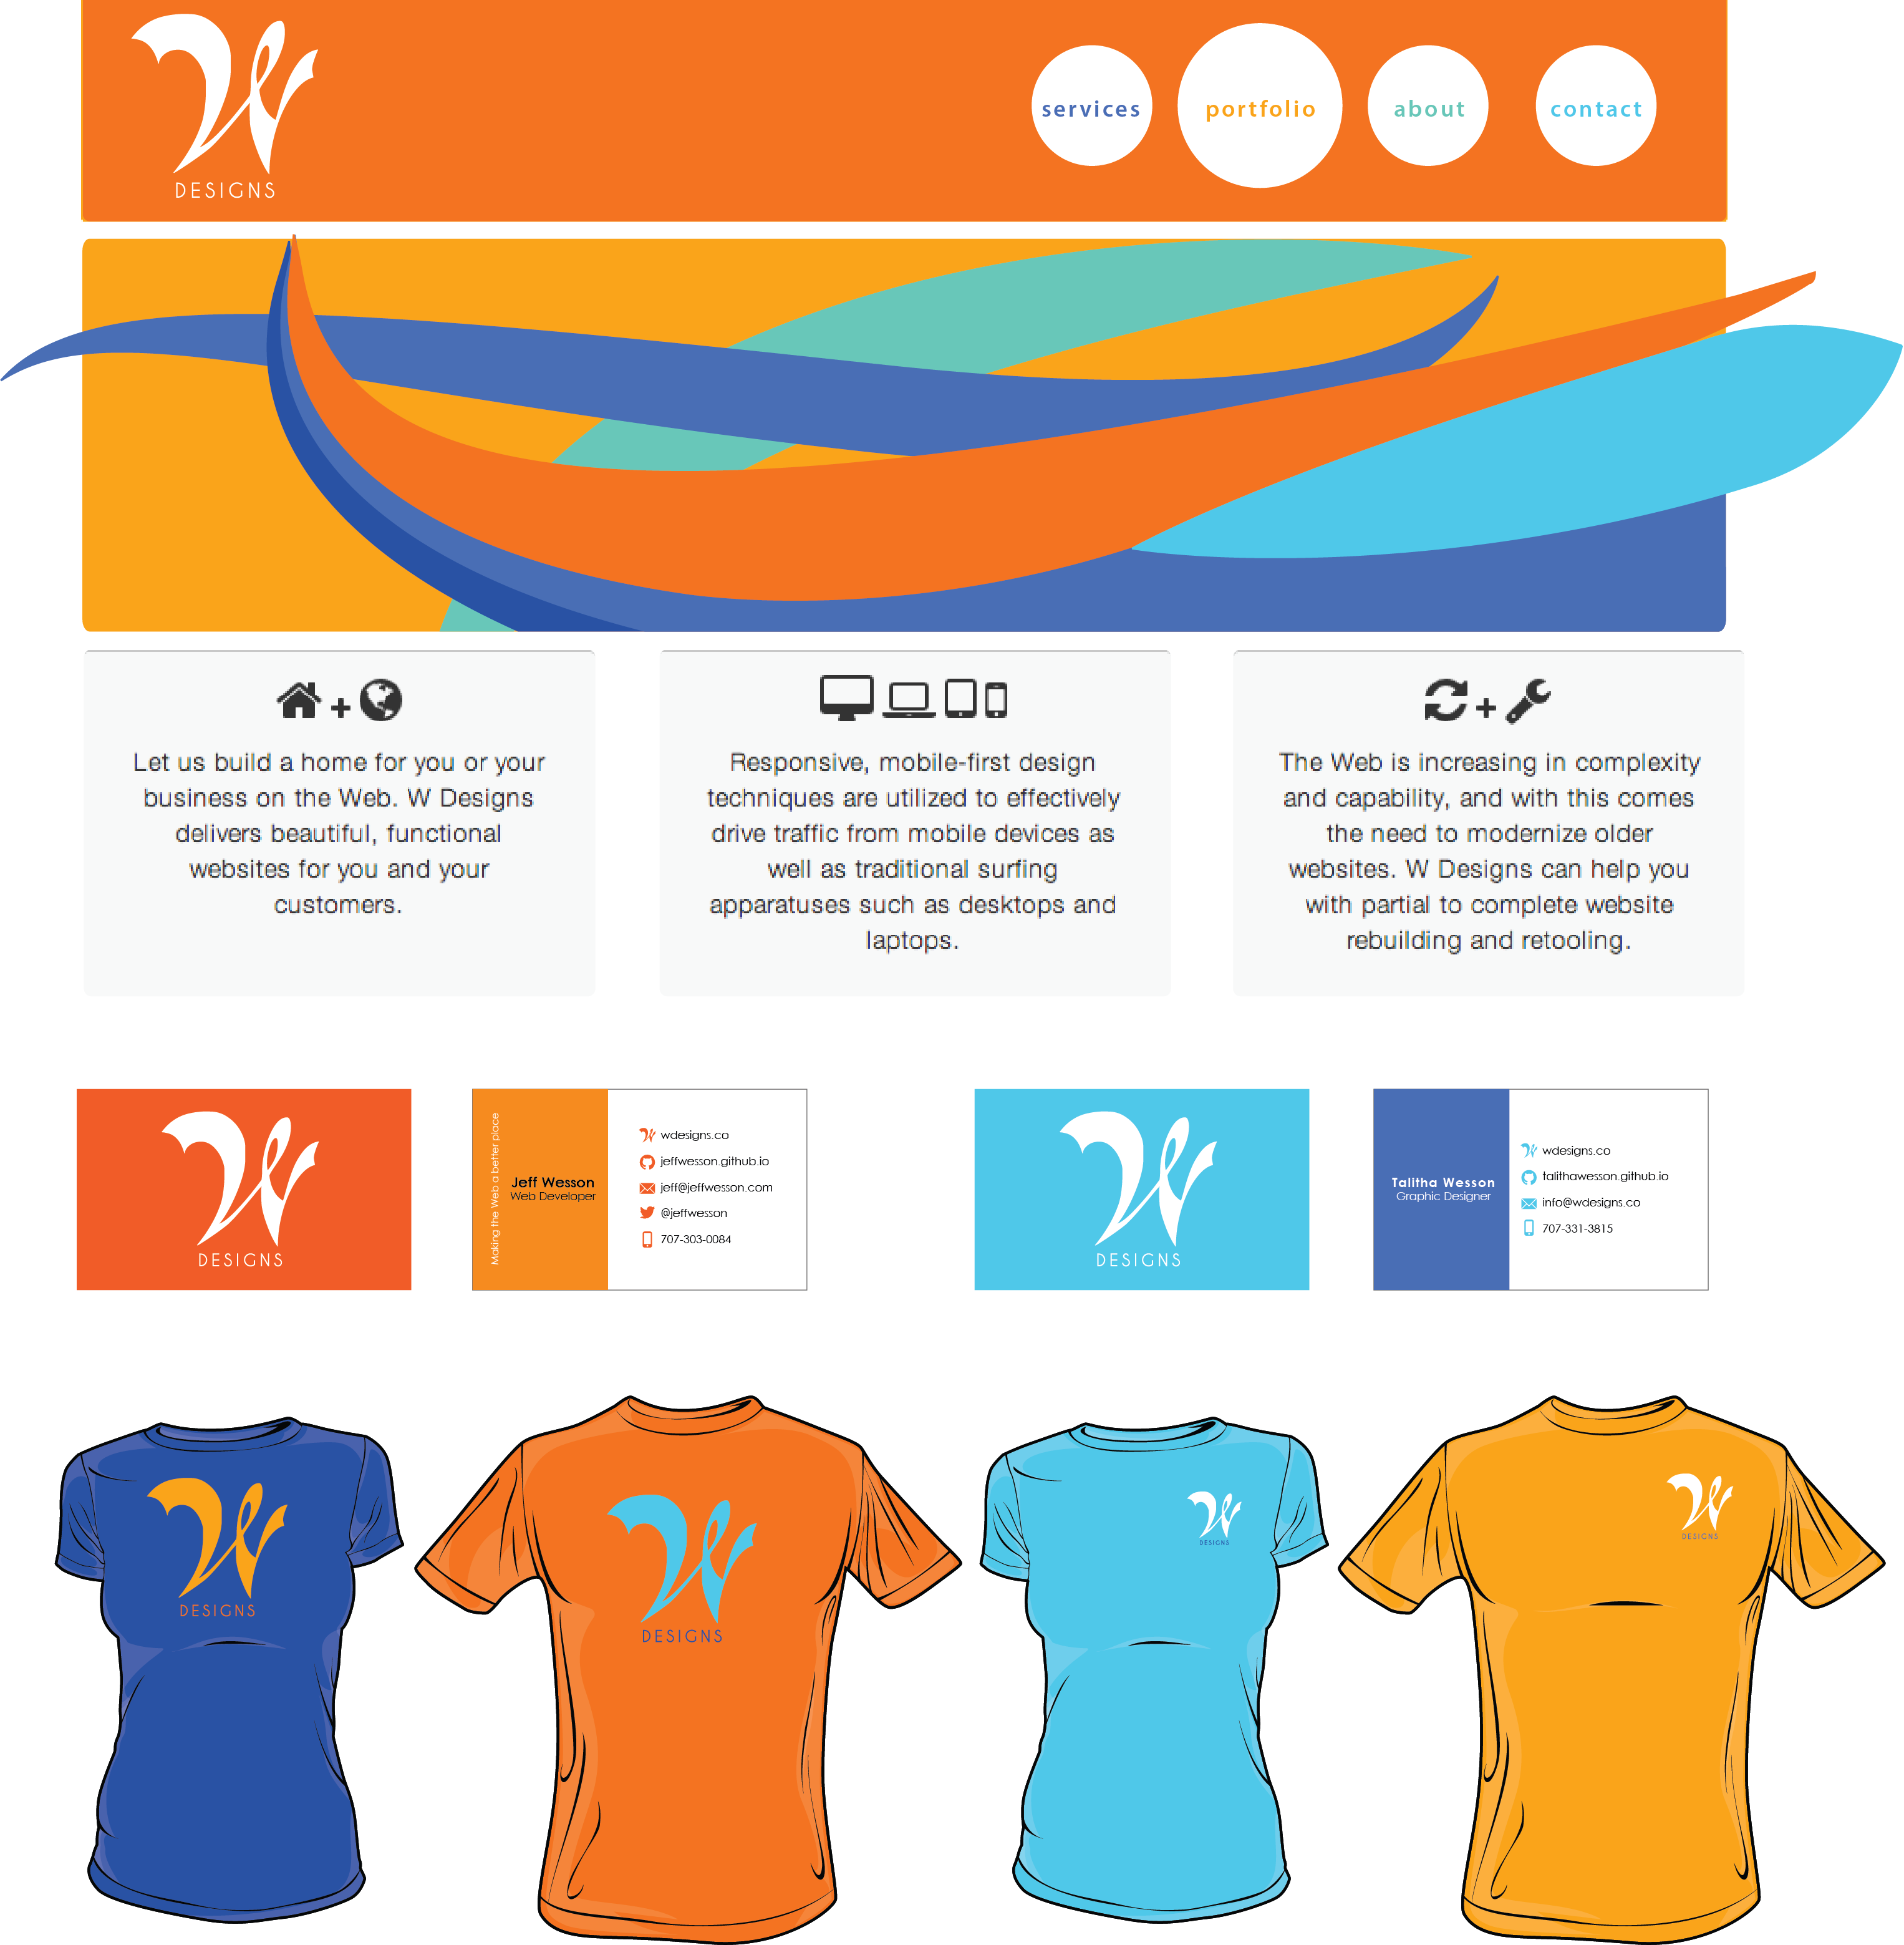 W
DESIGNS
services
portfolio
about
contact
+
Let us build a home for you or your
business on the Web. W Designs
delivers beautiful, functional
websites for you and your
customers.
Responsive, mobile-first design
techniques are utilized to effectively
drive traffic from mobile devices as
well as traditional surfing
apparatuses such as desktops and
laptops.
+
The Web is increasing in complexity
and capability, and with this comes
the need to modernize older
websites. W Designs can help you
with partial to complete website
rebuilding and retooling.
W
DESIGNS
Making the Web a better place
Jeff Wesson
Web Developer
W wdesigns.co
jeffwesson.github.io
jeff@jeffwesson.com
@jeffwesson
707-303-0084
W
DESIGNS
Talitha Wesson
Graphic Designer
W wdesigns.co
talithawesson.github.io
info@wdesigns.co
707-331-3815
W
DESIGNS
W
DESIGNS
W
DESIGNS
W
DESIGNS